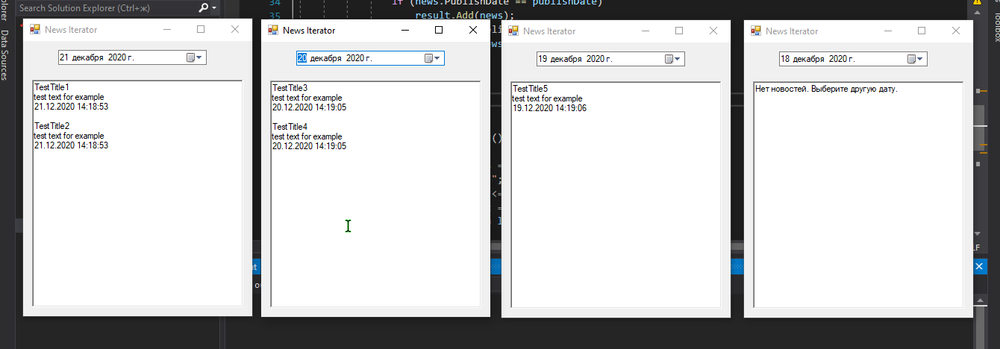 orer
Data Sources
Search Solution Explorer (Ctrl+ж)
34
if (news.PublishDate == publishDate)
35
result.Add(news);
News Iterator
21 декабря 2020 г.
TestTitle1
test text for example
21.12.2020 14:18:53
TestTitle2
test text for example
21.12.2020 14:18:53
News Iterator
20 декабря 2020 г.
TestTitle3
test text for example
20.12.2020 14:19:05
TestTitle4
test text for example
20.12.2020 14:19:05
News Iterator
19 декабря 2020 г.
TestTitle5
test text for example
19.12.2020 14:19:06
News Iterator
18 декабря 2020 г.
Нет новостей. Выберите другую дату.
Toolbox